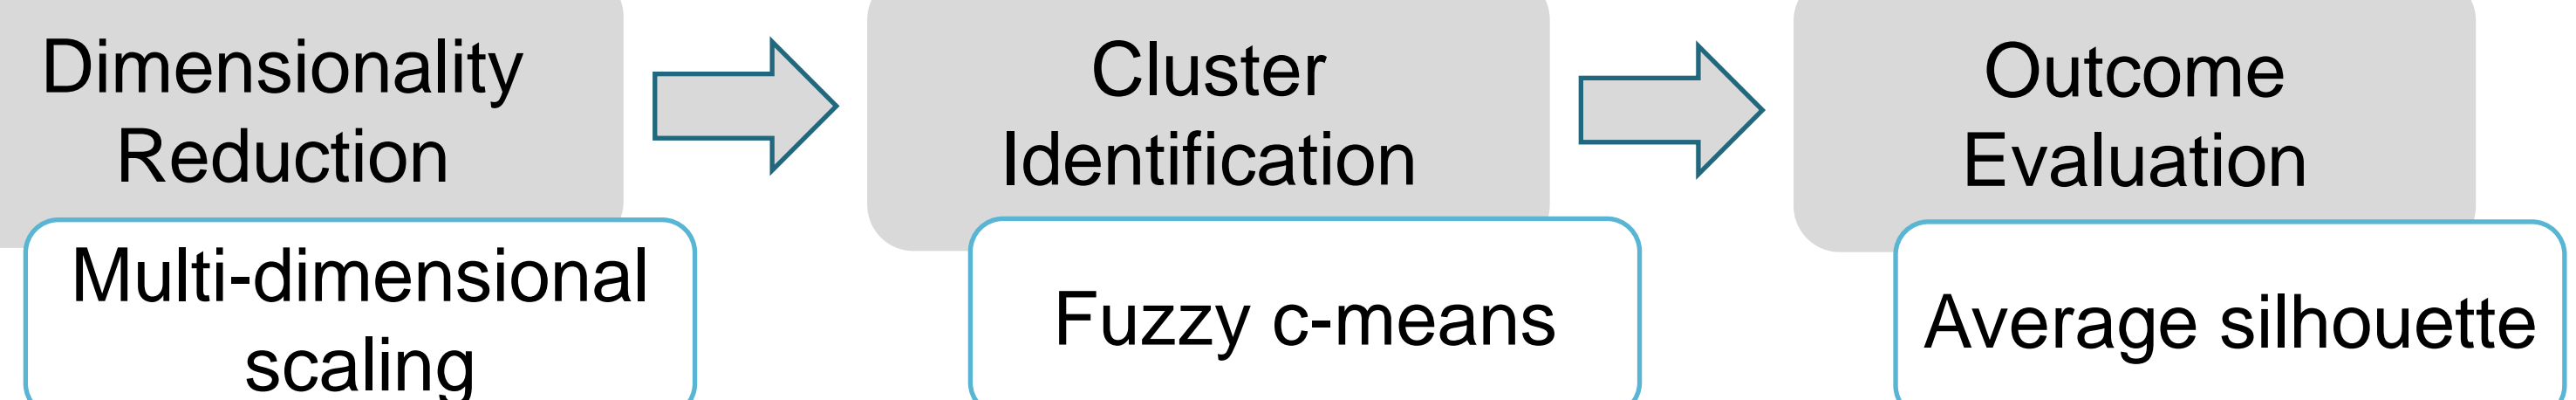 Dimensionality
Reduction
Multi-dimensional
scaling
Cluster
Identification
Fuzzy c-means
Outcome
Evaluation
Average silhouette